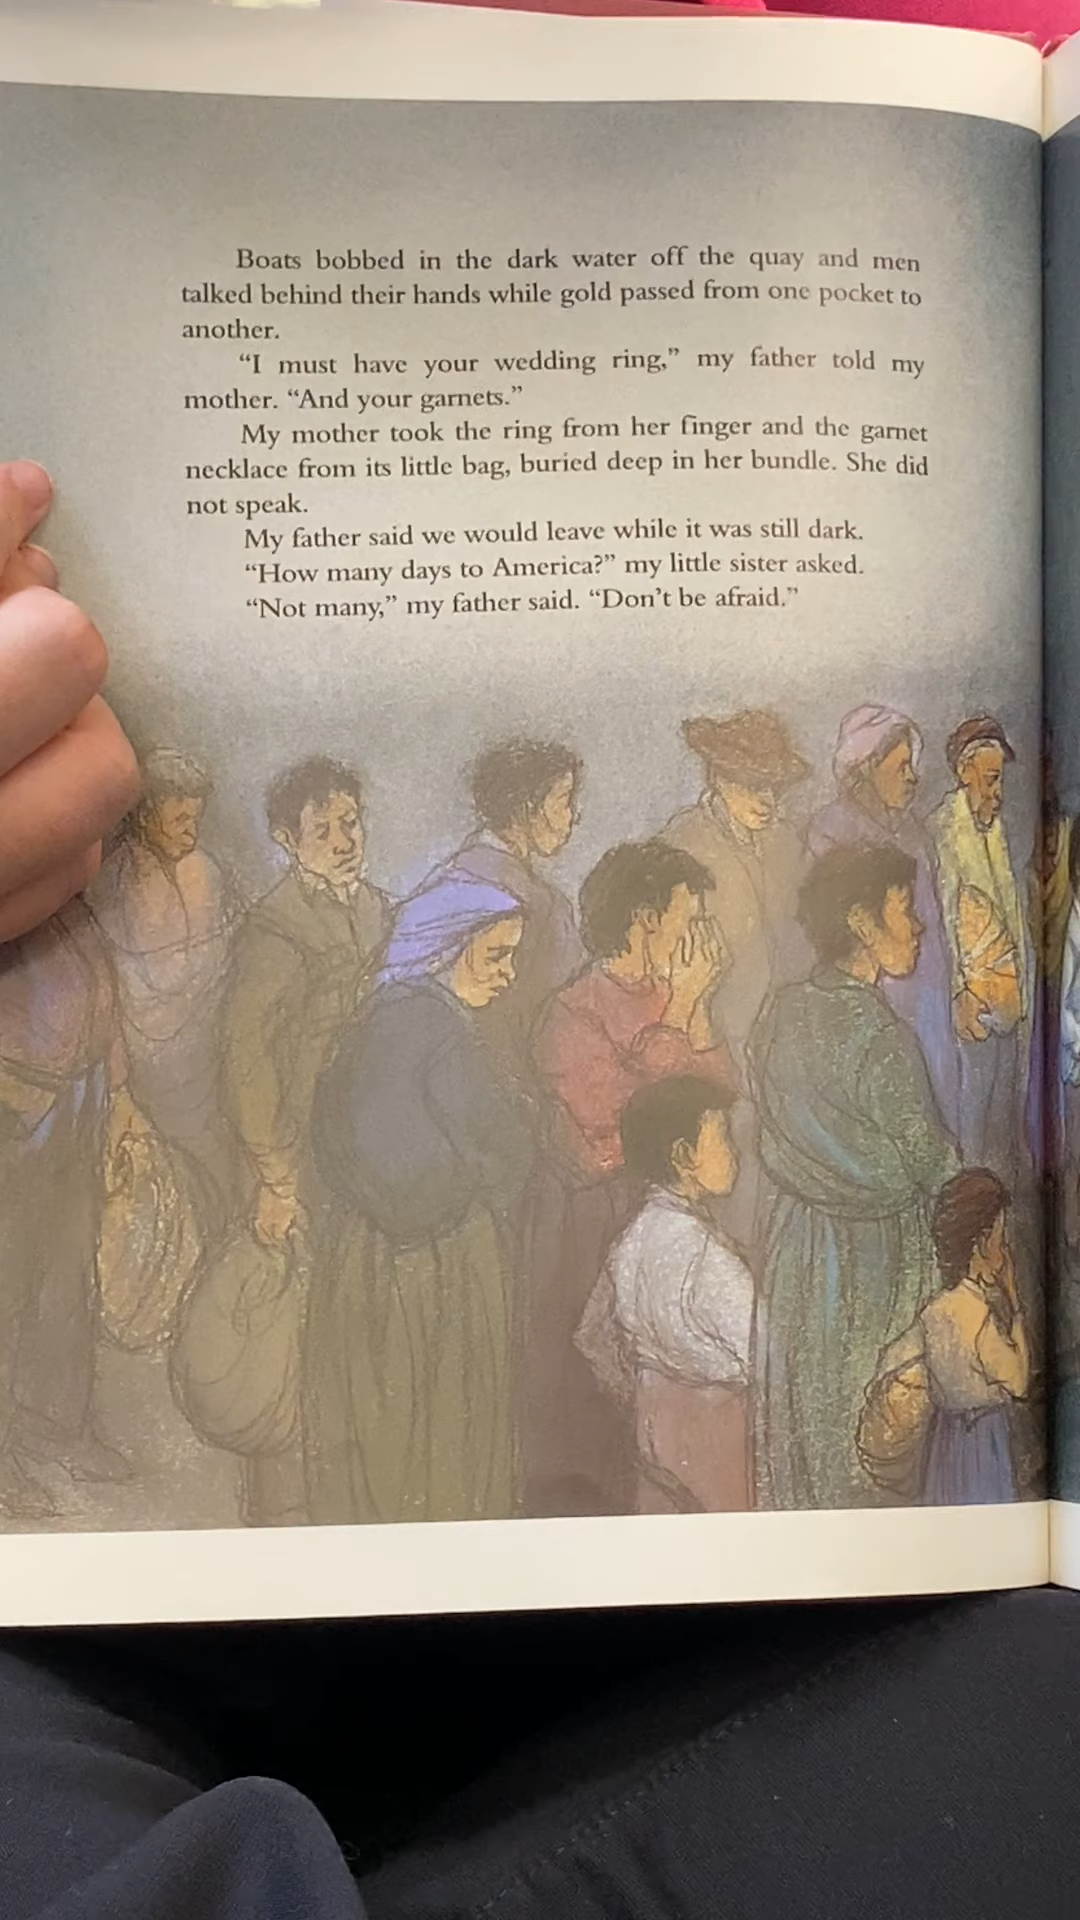 Boats bobbed in the dark water off the quay and men
talked behind their hands while gold passed from one pocket to
another.
“I must have your wedding ring,” my father told my
mother. “And your garnets.”
My mother took the ring from her finger and the garnet
necklace from its little bag, buried deep in her bundle. She did
not speak.
My father said we would leave while it was still dark.
“How many days to America?” my little sister asked.
“Not many,” my father said. “Don’t be afraid.”